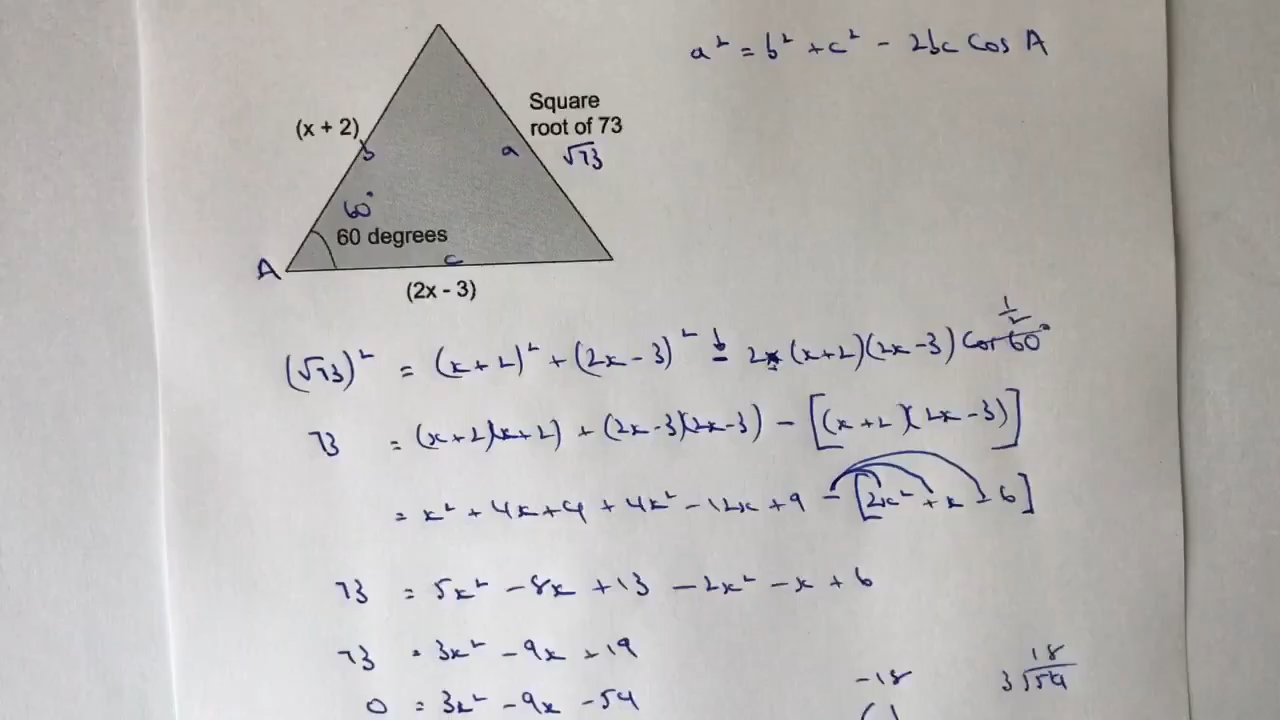 a² = b² + c² - 2bc Cos A
Square
root of 73
√73
(x + 2)
b
a
60°
60 degrees
A
c
(2x - 3)
(√73)² = (x+2)² + (2x-3)² - 2 (x+2)(2x-3) Cos 60° 1/2
73 = (x+2)(x+2) + (2x-3)(2x-3) - [(x+2)(2x-3)]
= x² + 4x + 4 + 4x² - 12x + 9 - [2x² + x - 6]
73 = 5x² - 8x + 13 - 2x² - x + 6
73 = 3x² - 9x + 19
0 = 3x² - 9x - 54
-18
18
3√54